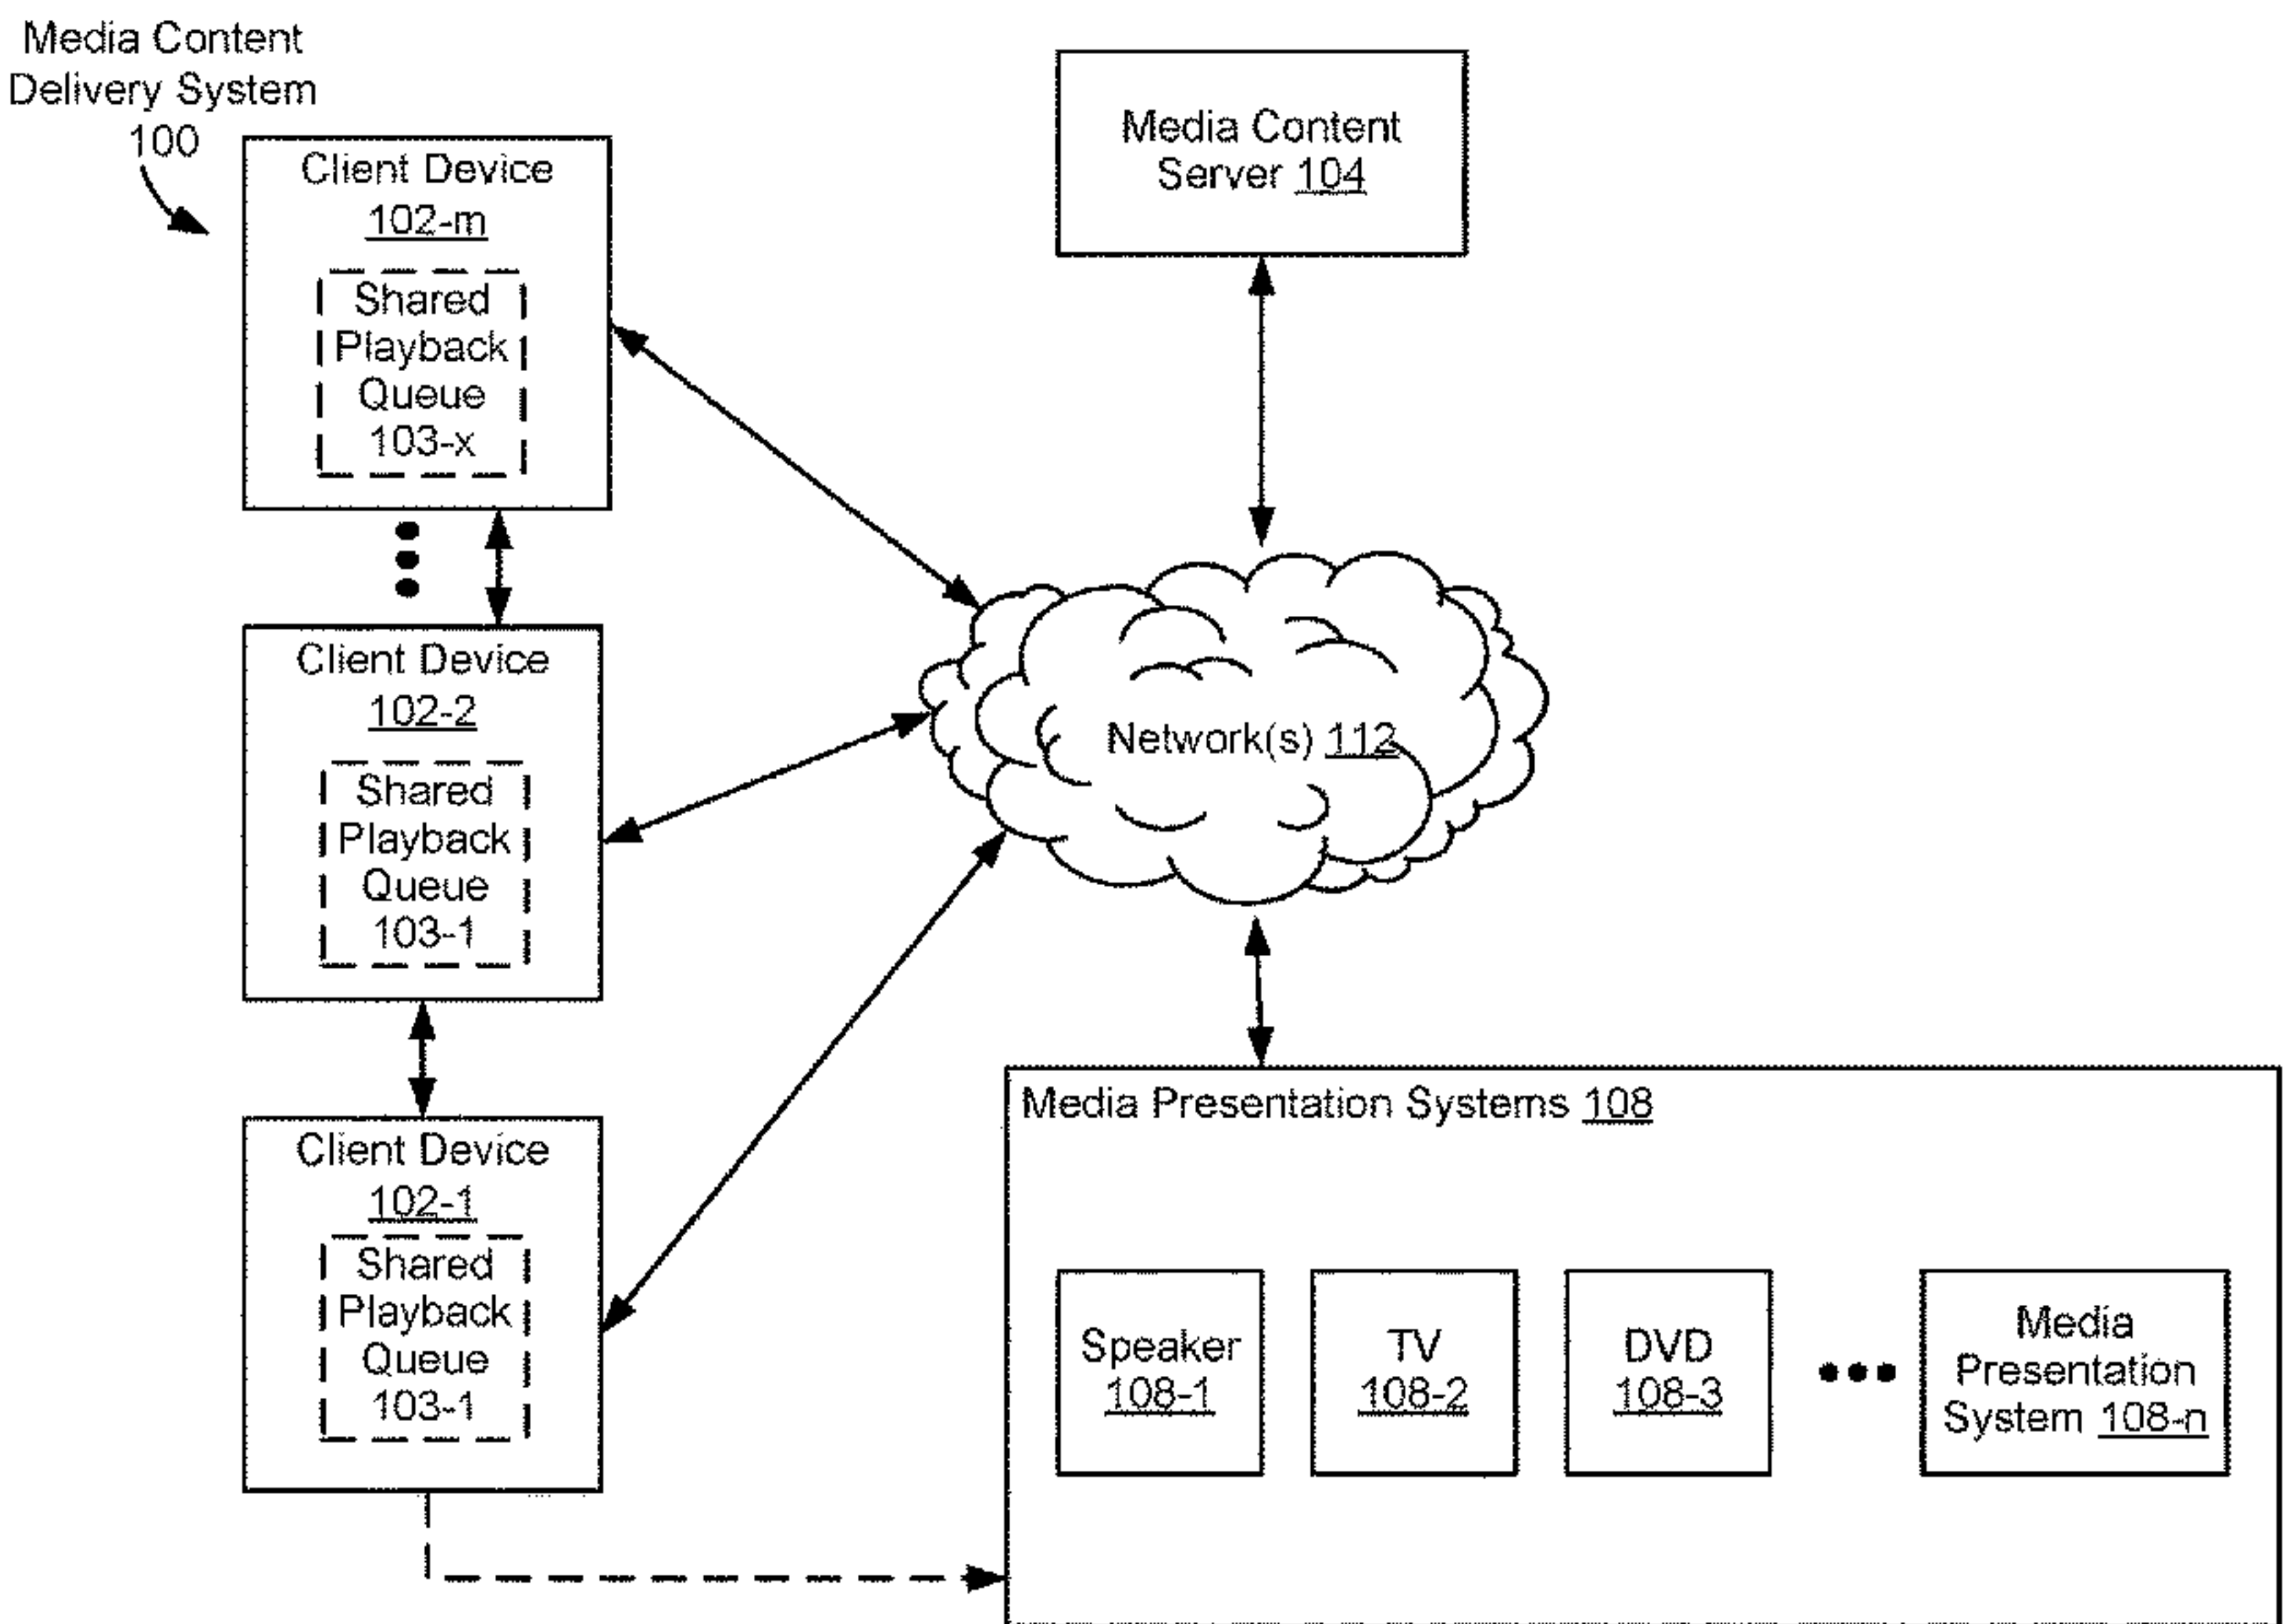 Media Content
Delivery System
100
Client Device
102-m
Shared
Playback
Queue
103-x
Media Content
Server 104
Client Device
102-2
Shared
Playback
Queue
103-1
Network(s) 112
Client Device
102-1
Shared
Playback
Queue
103-1
Media Presentation Systems 108
Speaker
108-1
TV
108-2
DVD
108-3
Media
Presentation
System 108-n